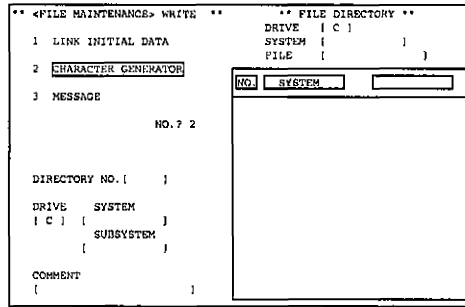 ** <FILE MAINTENANCE> WRITE **
1 LINK INITIAL DATA
2 CHARACTER GENERATOR
3 MESSAGE
NO.? 2
DIRECTORY NO.[ ]
DRIVE SYSTEM
[ C ] [ ]
SUBSYSTEM
[ ]
COMMENT
[ ]
** FILE DIRECTORY **
DRIVE [ C ]
SYSTEM [ ]
FILE [ ]
NO. SYSTEM